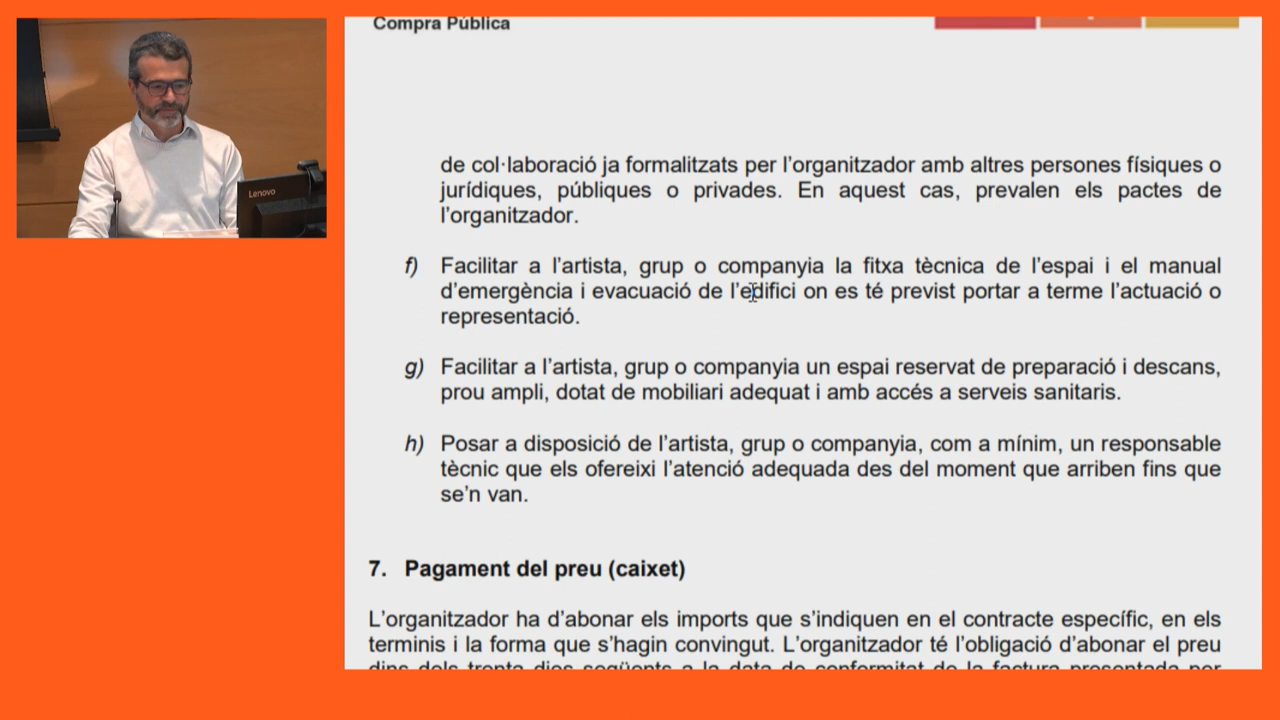 Compra Pública
Lenovo
de col·laboració ja formalitzats per l'organitzador amb altres persones físiques o
jurídiques, públiques o privades. En aquest cas, prevalen els pactes de
l'organitzador.
f) Facilitar a l'artista, grup o companyia la fitxa tècnica de l'espai i el manual
d'emergència i evacuació de l'edifici on es té previst portar a terme l'actuació o
representació.
g) Facilitar a l'artista, grup o companyia un espai reservat de preparació i descans,
prou ampli, dotat de mobiliari adequat i amb accés a serveis sanitaris.
h) Posar a disposició de l'artista, grup o companyia, com a mínim, un responsable
tècnic que els ofereixi l'atenció adequada des del moment que arriben fins que
se'n van.
7. Pagament del preu (caixet)
L'organitzador ha d'abonar els imports que s'indiquen en el contracte específic, en els
terminis i la forma que s'hagin convingut. L'organitzador té l'obligació d'abonar el preu
dins dels trenta dies següents a la data de conformitat de la factura presentada per